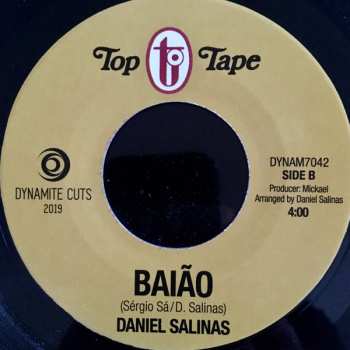 Top tj Tape
DYNAMITE CUTS
2019
DYNAM7042
SIDE B
Producer: Mickael
Arranged by Daniel Salinas
4:00
BAIÃO
(Sérgio Sá/D. Salinas)
DANIEL SALINAS